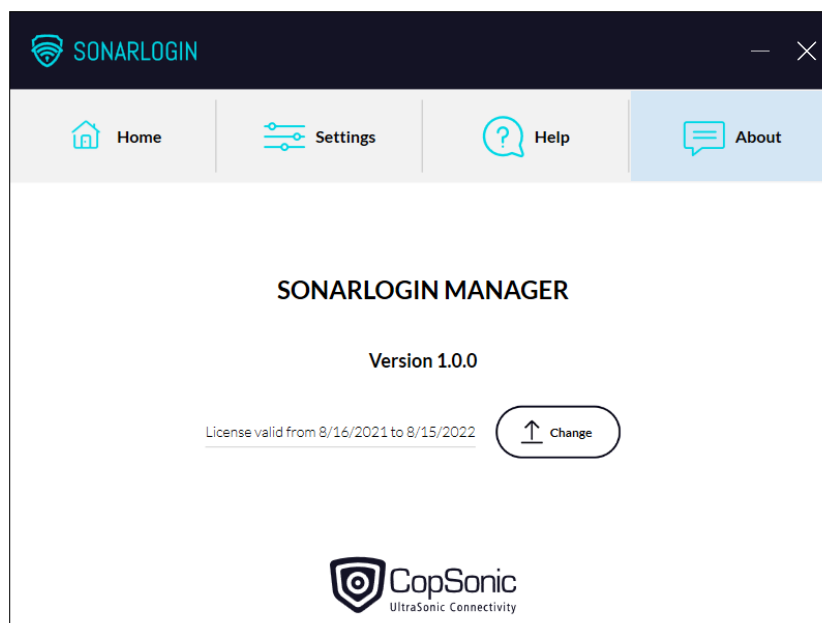 SONARLOGIN
Home
Settings
Help
About
SONARLOGIN MANAGER
Version 1.0.0
License valid from 8/16/2021 to 8/15/2022
Change
CopSonic
UltraSonic Connectivity